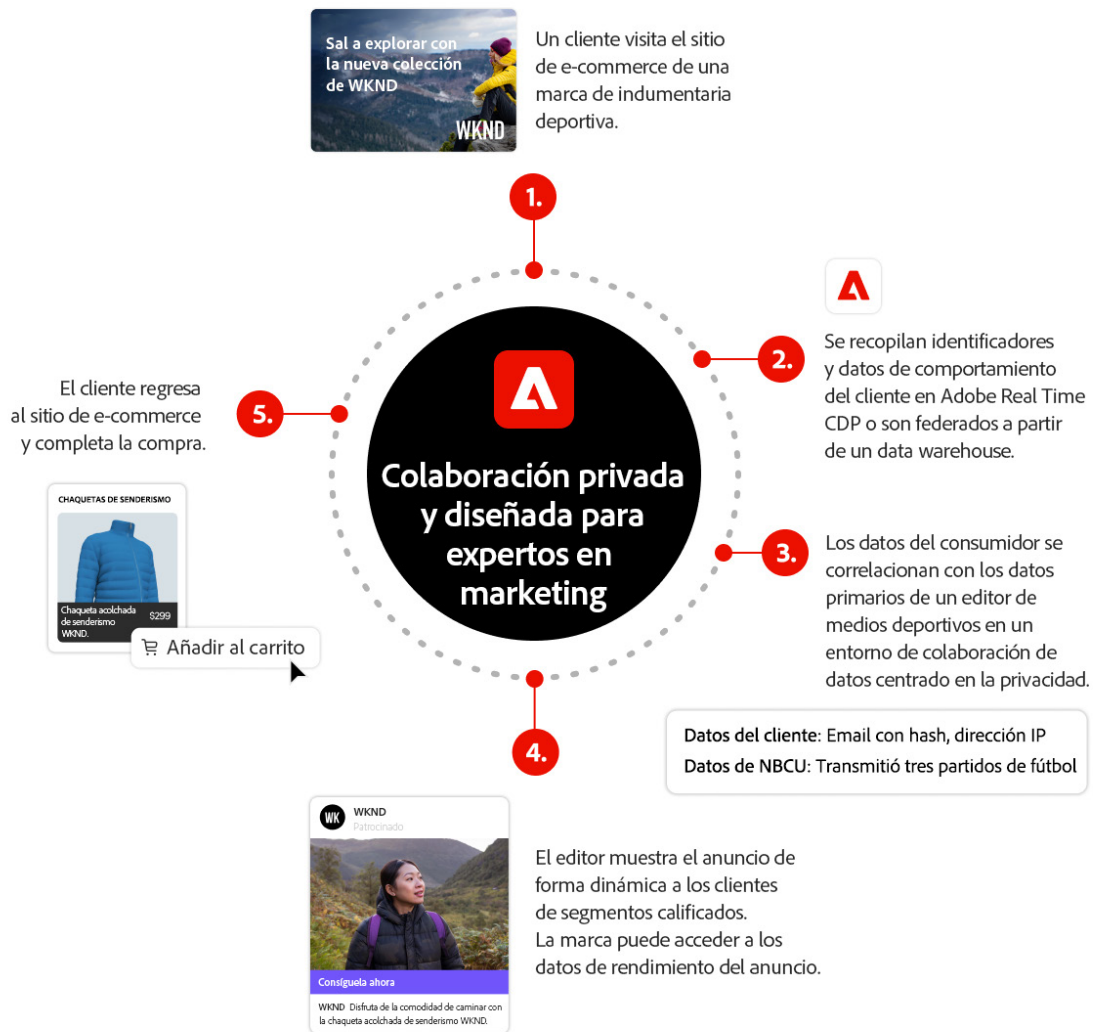 Sal a explorar con
la nueva colección
de WKND
WKND
Un cliente visita el sitio
de e-commerce de una
marca de indumentaria
deportiva.
1.
2.
Se recopilan identificadores
y datos de comportamiento
del cliente en Adobe Real Time
CDP o son federados a partir
de un data warehouse.
Colaboración privada
y diseñada para
expertos en
marketing
3.
Los datos del consumidor se
correlacionan con los datos
primarios de un editor de
medios deportivos en un
entorno de colaboración de
datos centrado en la privacidad.
Datos del cliente: Email con hash, dirección IP
Datos de NBCU: Transmitió tres partidos de fútbol
4.
WK
WKND
Patrocinado
Consíguela ahora
WKND Disfruta de la comodidad de caminar con
la chaqueta acolchada de senderismo WKND.
El editor muestra el anuncio de
forma dinámica a los clientes
de segmentos calificados.
La marca puede acceder a los
datos de rendimiento del anuncio.
5.
El cliente regresa
al sitio de e-commerce
y completa la compra.
CHAQUETAS DE SENDERISMO
Chaqueta acolchada
de senderismo
WKND.
$299
Añadir al carrito